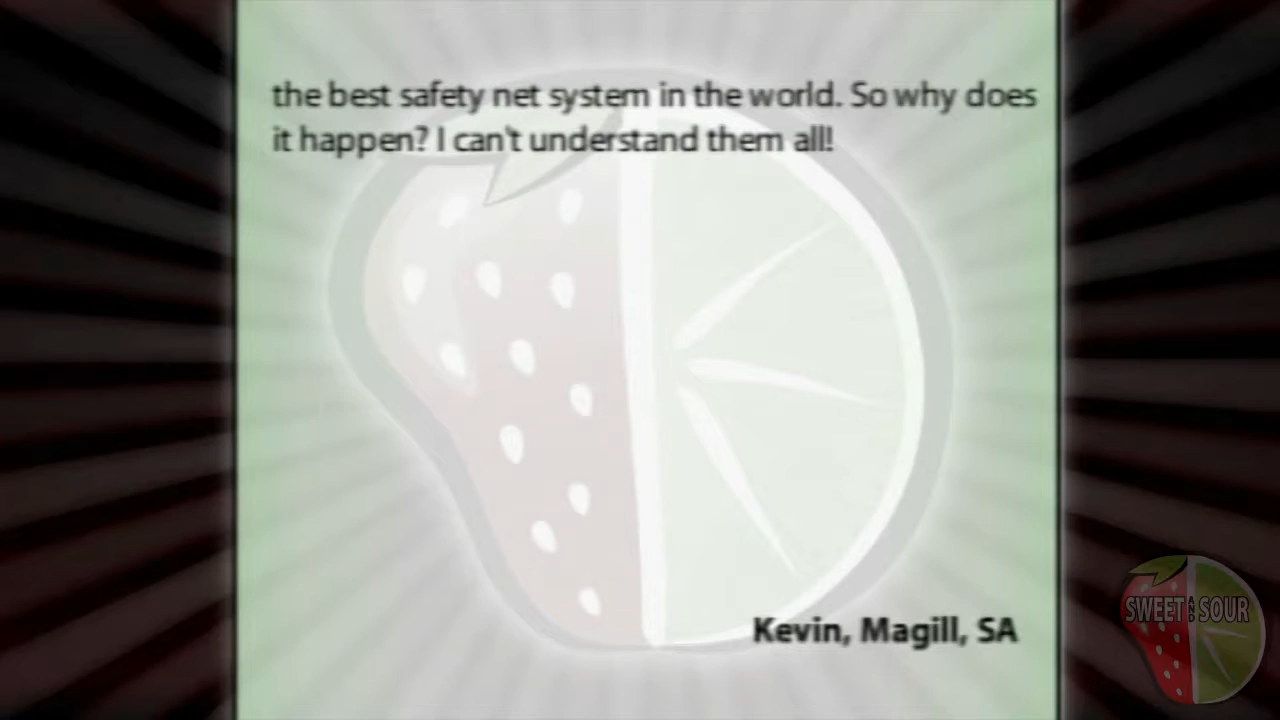 the best safety net system in the world. So why does
it happen? I can't understand them all!
Kevin, Magill, SA
SWEET & SOUR